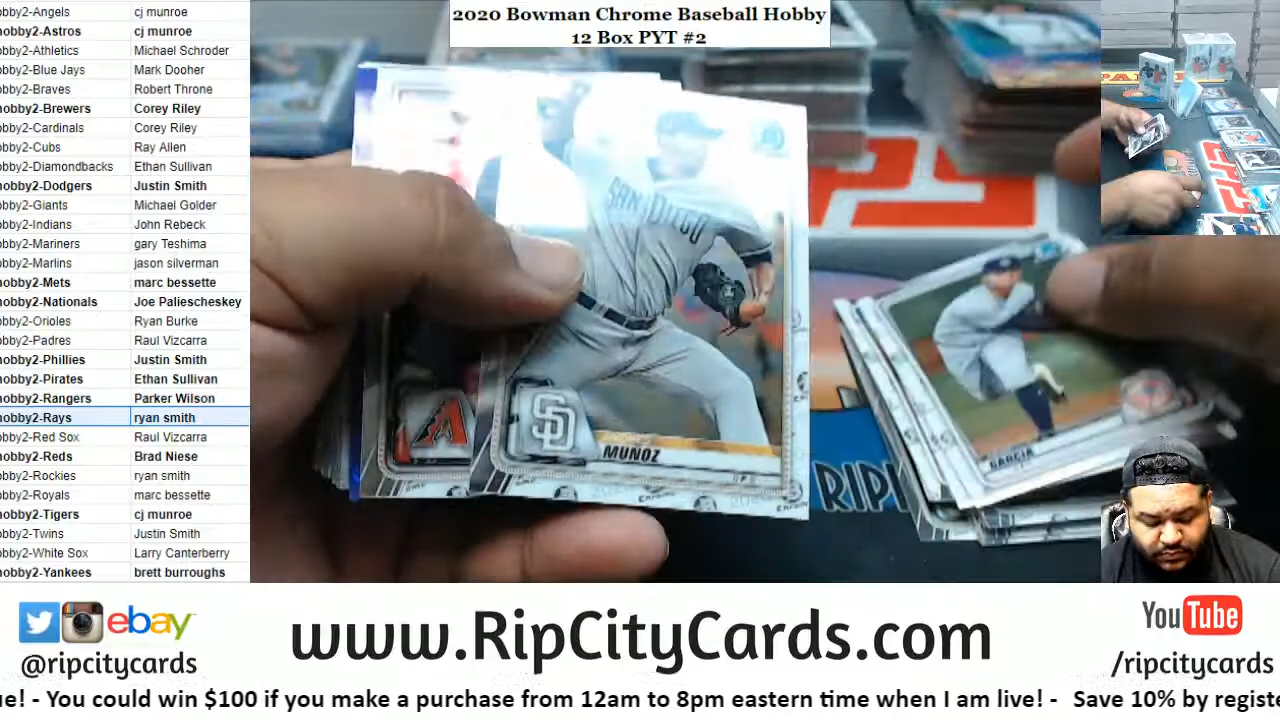 2020 Bowman Chrome Baseball Hobby
12 Box PYT #2
obby2-Angels cj munroe
hobby2-Astros cj munroe
obby2-Athletics Michael Schroder
obby2-Blue Jays Mark Dooher
obby2-Braves Robert Throne
hobby2-Brewers Corey Riley
obby2-Cardinals Corey Riley
obby2-Cubs Ray Allen
obby2-Diamondbacks Ethan Sullivan
hobby2-Dodgers Justin Smith
obby2-Giants Michael Golder
obby2-Indians John Rebeck
obby2-Mariners gary Teshima
obby2-Marlins jason silverman
hobby2-Mets marc bessette
hobby2-Nationals Joe Paliescheskey
obby2-Orioles Ryan Burke
obby2-Padres Raul Vizcarra
hobby2-Phillies Justin Smith
hobby2-Pirates Ethan Sullivan
hobby2-Rangers Parker Wilson
hobby2-Rays ryan smith
obby2-Red Sox Raul Vizcarra
hobby2-Reds Brad Niese
obby2-Rockies ryan smith
obby2-Royals marc bessette
hobby2-Tigers cj munroe
obby2-Twins Justin Smith
obby2-White Sox Larry Canterbery
hobby2-Yankees brett burroughs
SAN DIEGO
SD
MUÑOZ
GARCIA
RIPI
ebay
@ripcitycards
www.RipCityCards.com
YouTube
/ripcitycards
ue! - You could win $100 if you make a purchase from 12am to 8pm eastern time when I am live! - Save 10% by registe